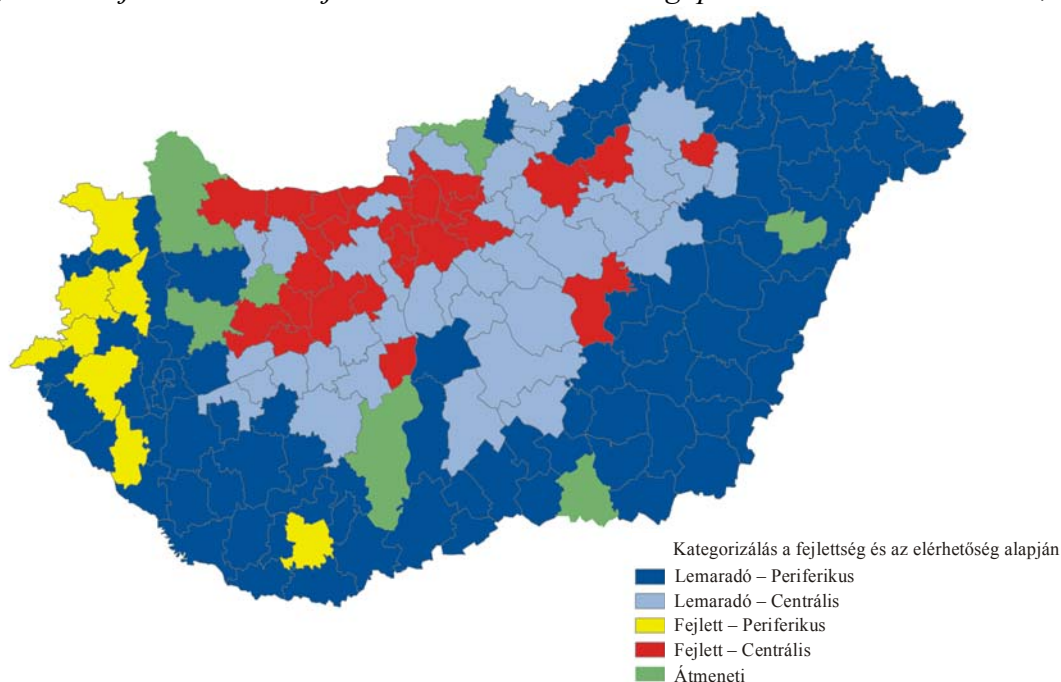 Kategorizálás a fejlettség és az elérhetőség alapján
Lemaradó – Periferikus
Lemaradó – Centrális
Fejlett – Periferikus
Fejlett – Centrális
Átmeneti